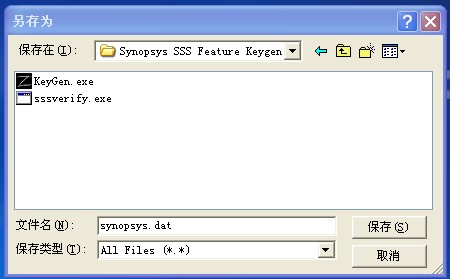 另存为
保存在(I): Synopsys SSS Feature Keygen
KeyGen.exe
sssverify.exe
文件名(N): synopsys.dat 保存(S)
保存类型(T): All Files (*.*) 取消